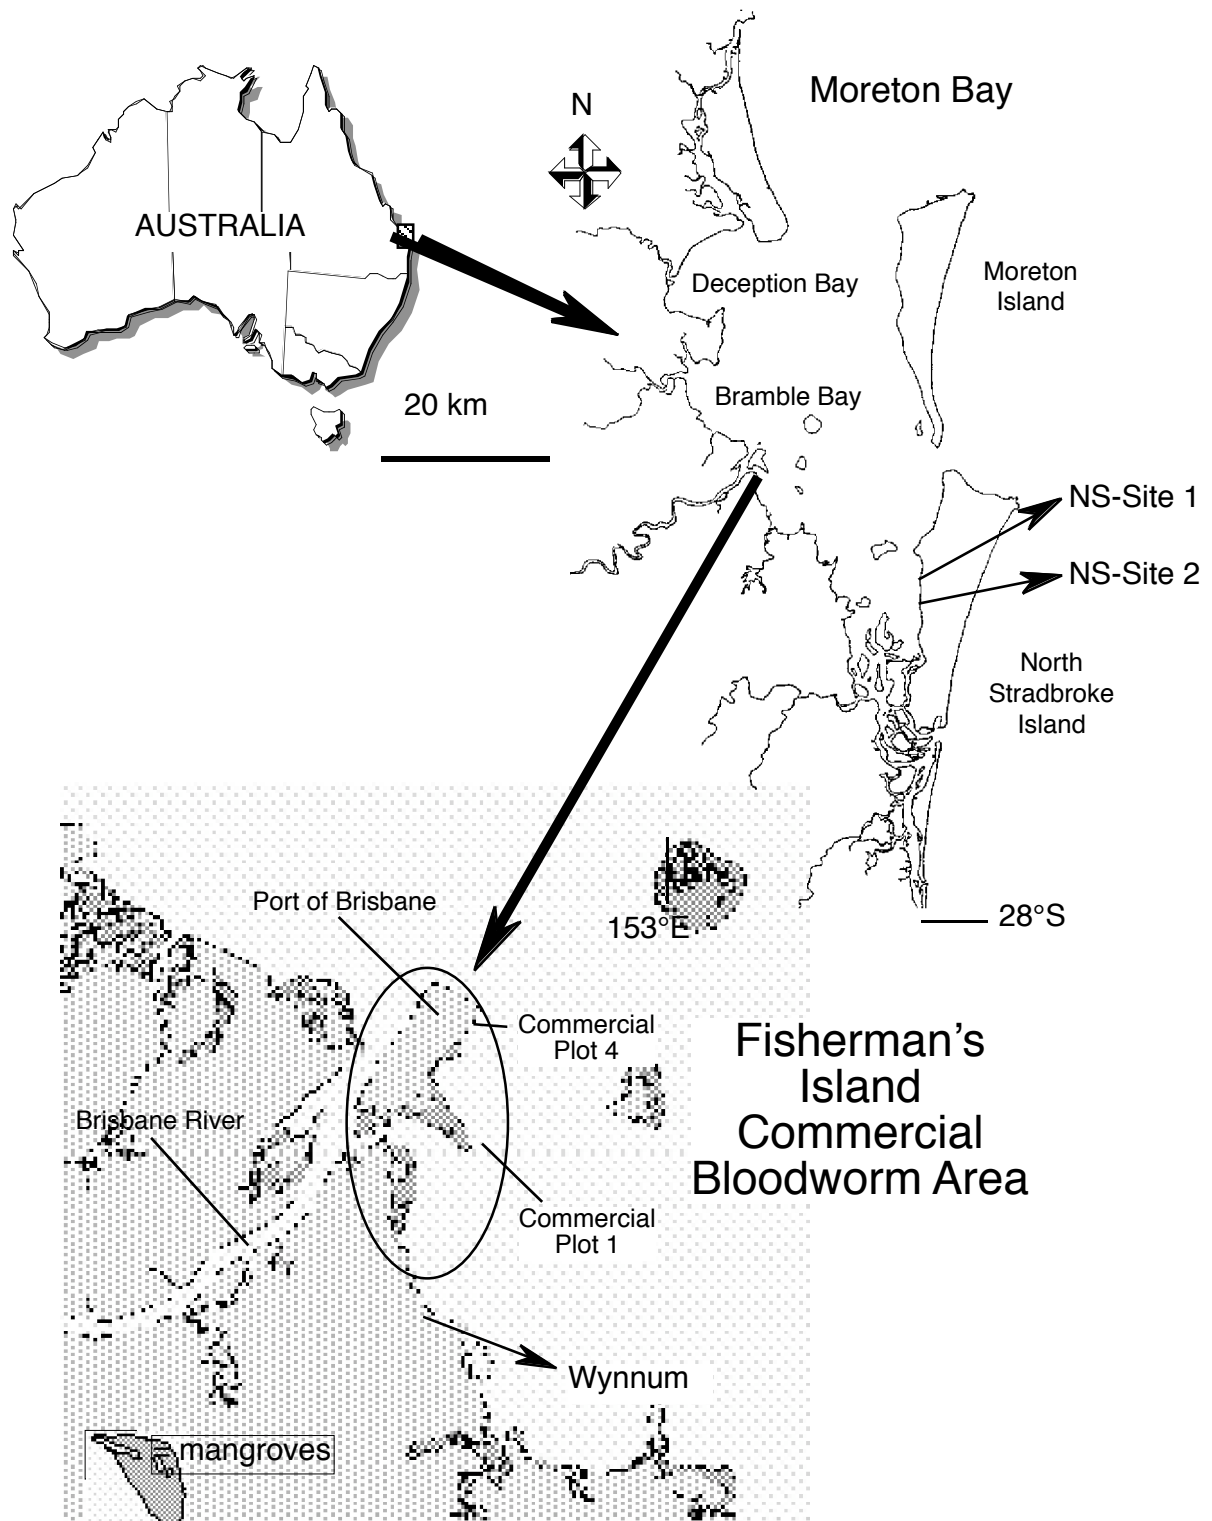 Moreton Bay
N
AUSTRALIA
Deception Bay
Moreton
Island
20 km
Bramble Bay
NS-Site 1
NS-Site 2
North
Stradbroke
Island
Port of Brisbane
153°E
28°S
Commercial
Plot 4
Fisherman’s
Island
Commercial
Bloodworm Area
Brisbane River
Commercial
Plot 1
Wynnum
= mangroves